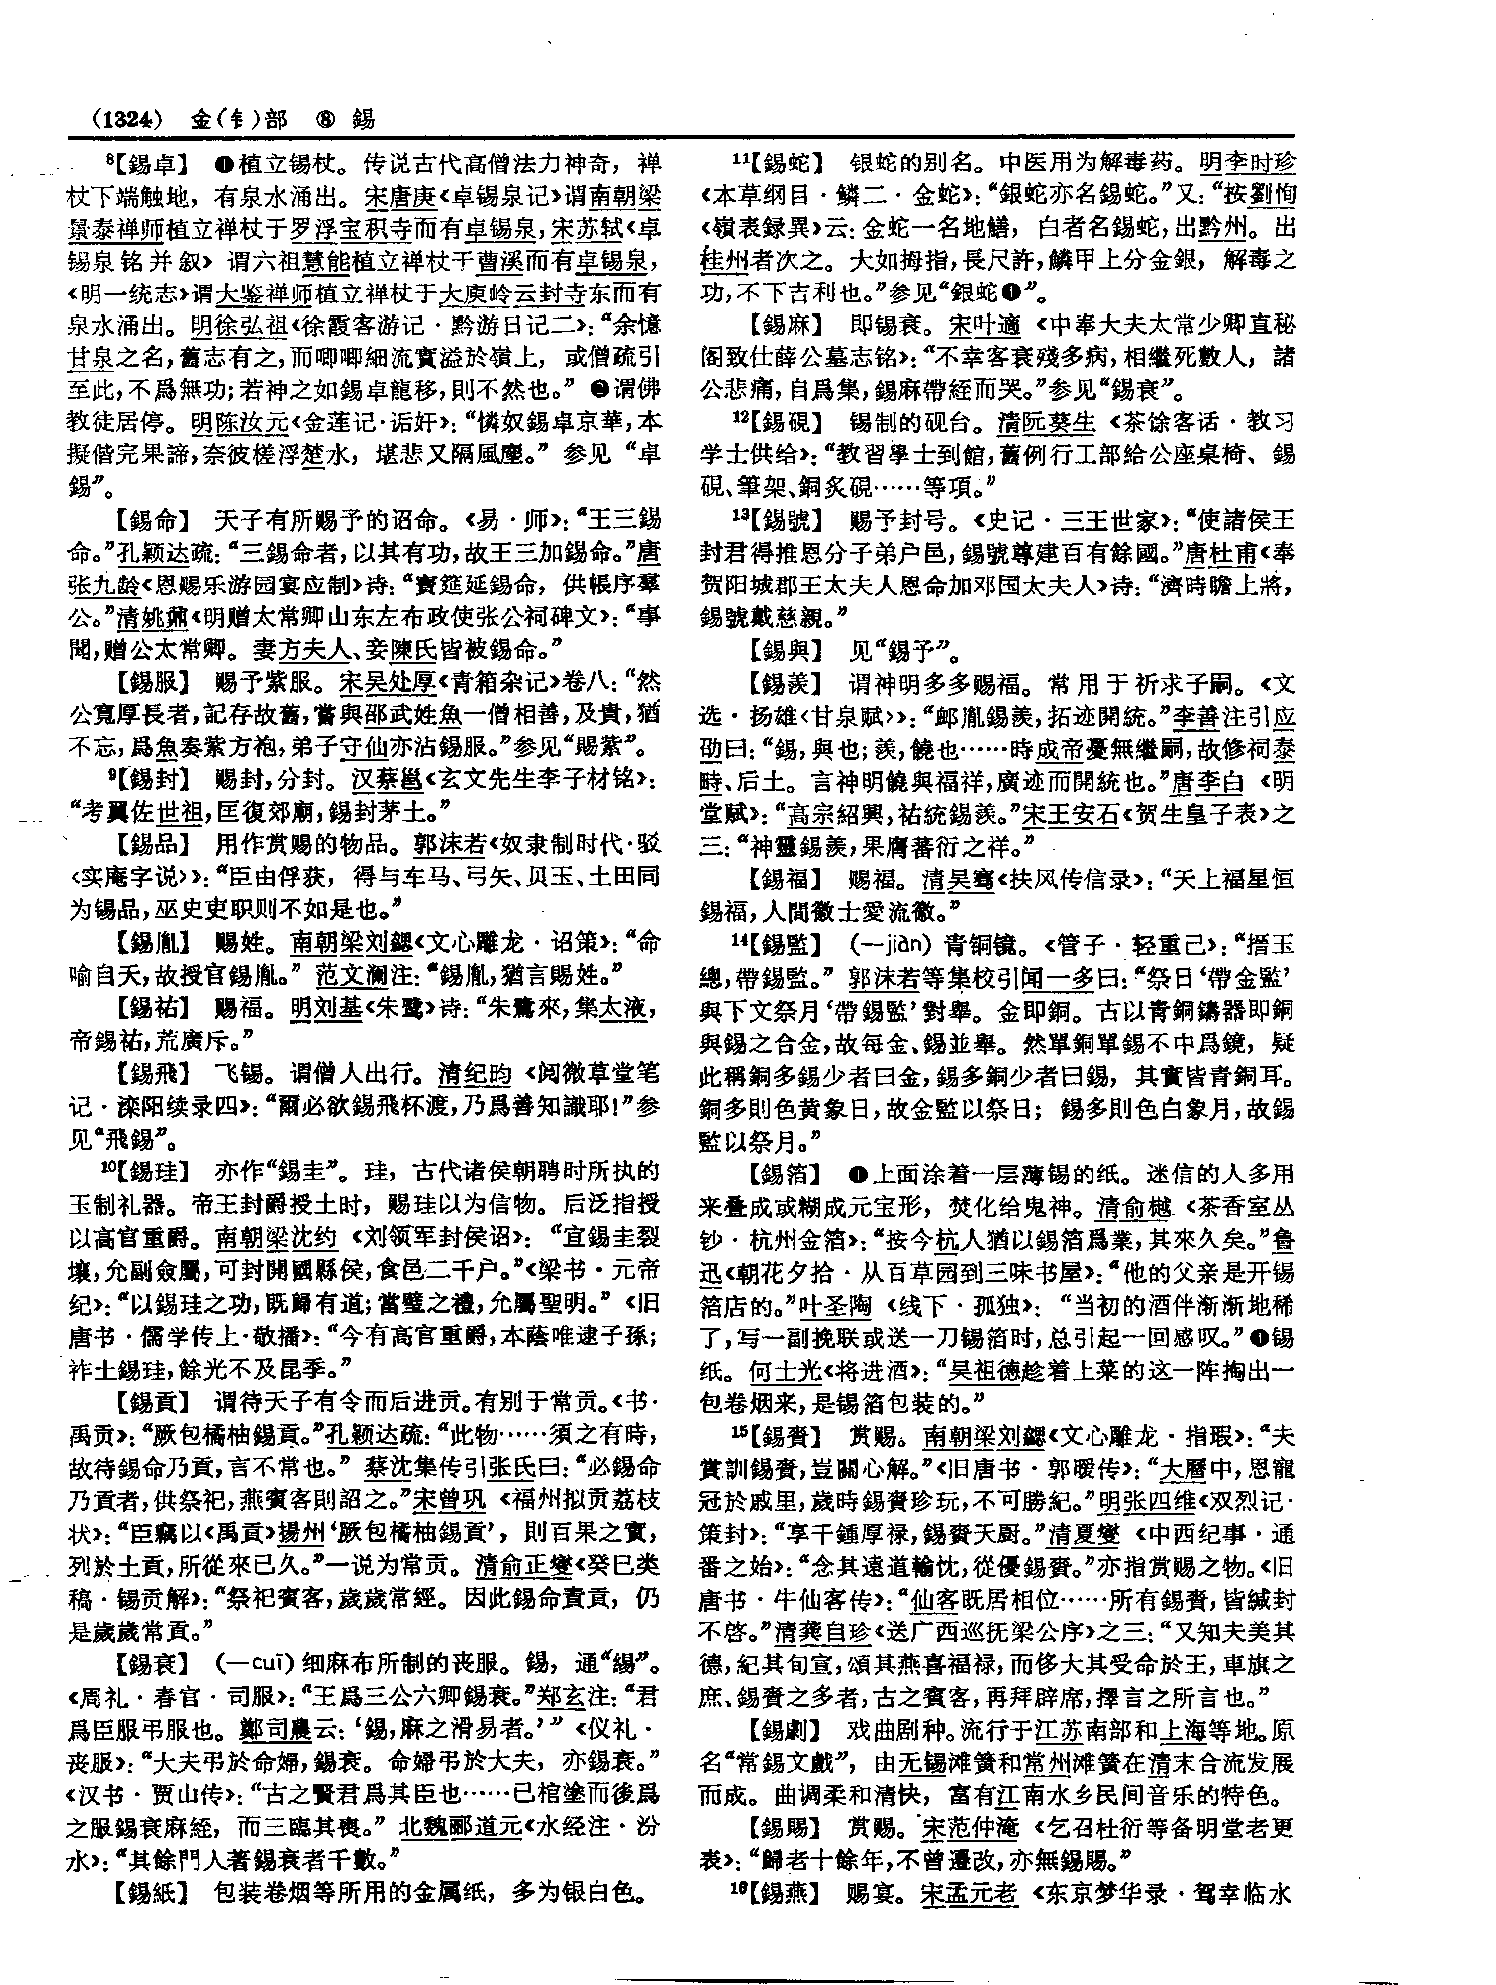 (1324) 金(钅)部 ⑧ 錫
⁸【錫卓】 ❶植立锡杖。传说古代高僧法力神奇，禅
杖下端触地，有泉水涌出。宋唐庚《卓锡泉记》谓南朝梁
景泰禅师植立禅杖于罗浮宝积寺而有卓锡泉，宋苏轼《卓
锡泉铭并叙》谓六祖慧能植立禅杖于曹溪而有卓锡泉，
《明一统志》谓大鉴禅师植立禅杖于大庾岭云封寺东而有
泉水涌出。明徐弘祖《徐霞客游记·黔游日记二》：“余憶
甘泉之名，舊志有之，而唧唧細流實溢於嶺上，或僧疏引
至此，不爲無功；若神之如錫卓龍移，則不然也。” ❷谓佛
教徒居停。明陈汝元《金莲记·诟奸》：“憐奴錫卓京華，本
擬偕完果諦，奈彼槎浮楚水，堪悲又隔風塵。” 参见“卓
錫”。
【錫命】 天子有所赐予的诏命。《易·师》：“王三錫
命。”孔颖达疏：“三錫命者，以其有功，故王三加錫命。”唐
张九龄《恩赐乐游园宴应制》诗：“寶筵延錫命，供帳序羣
公。”清姚鼐《明赠太常卿山东左布政使张公祠碑文》：“事
聞，贈公太常卿。妻方夫人、妾陳氏皆被錫命。”
【錫服】 赐予紫服。宋吴处厚《青箱杂记》卷八：“然
公寬厚長者，記存故舊，嘗與邵武姓魚一僧相善，及貴，猶
不忘，爲魚奏紫方袍，弟子守仙亦沾錫服。”参见“賜紫”。
⁹【錫封】 赐封，分封。汉蔡邕《玄文先生李子材铭》：
“考翼佐世祖，匡復郊廟，錫封茅土。”
【錫品】 用作赏赐的物品。郭沫若《奴隶制时代·驳
〈实庵字说〉》：“臣由俘获，得与车马、弓矢、贝玉、土田同
为锡品，巫史吏职则不如是也。”
【錫胤】 赐姓。南朝梁刘勰《文心雕龙·诏策》：“命
喻自天，故授官錫胤。” 范文澜注：“錫胤，猶言賜姓。”
【錫祐】 赐福。明刘基《朱鹭》诗：“朱鷺來，集太液，
帝錫祐，荒廣斥。”
【錫飛】 飞锡。谓僧人出行。清纪昀《阅微草堂笔
记·滦阳续录四》：“爾必欲錫飛杯渡，乃爲善知識耶！”参
见“飛錫”。
¹⁰【錫珪】 亦作“錫圭”。珪，古代诸侯朝聘时所执的
玉制礼器。帝王封爵授土时，赐珪以为信物。后泛指授
以高官重爵。南朝梁沈约《刘领军封侯诏》：“宜錫圭裂
壤，允副僉屬，可封開國縣侯，食邑二千户。”《梁书·元帝
纪》：“以錫珪之功，既歸有道；當璧之禮，允屬聖明。”《旧
唐书·儒学传上·敬播》：“今有高官重爵，本蔭唯逮子孫；
祚土錫珪，餘光不及昆季。”
【錫貢】 谓待天子有令而后进贡。有别于常贡。《书·
禹贡》：“厥包橘柚錫貢。”孔颖达疏：“此物……須之有時，
故待錫命乃貢，言不常也。” 蔡沈集传引张氏曰：“必錫命
乃貢者，供祭祀，燕賓客則詔之。”宋曾巩《福州拟贡荔枝
状》：“臣竊以《禹貢》揚州‘厥包橘柚錫貢’，則百果之實，
列於土貢，所從來已久。”一说为常贡。清俞正燮《癸巳类
稿·锡贡解》：“祭祀賓客，歲歲常經。因此錫命責貢，仍
是歲歲常貢。”
【錫衰】 (—cuī) 细麻布所制的丧服。錫，通“緆”。
《周礼·春官·司服》：“王爲三公六卿錫衰。”郑玄注：“君
爲臣服弔服也。鄭司農云：‘錫，麻之滑易者。’”《仪礼·
丧服》：“大夫弔於命婦，錫衰。命婦弔於大夫，亦錫衰。”
《汉书·贾山传》：“古之賢君爲其臣也……已棺塗而後爲
之服錫衰麻絰，而三臨其喪。” 北魏郦道元《水经注·汾
水》：“其餘門人著錫衰者千數。”
【錫紙】 包装卷烟等所用的金属纸，多为银白色。
¹¹【錫蛇】 银蛇的别名。中医用为解毒药。明李时珍
《本草纲目·鳞二·金蛇》：“銀蛇亦名錫蛇。”又：“按劉恂
《嶺表録異》云：金蛇一名地鱔，白者名錫蛇，出黔州。出
桂州者次之。大如拇指，長尺許，鱗甲上分金銀，解毒之
功，不下吉利也。”参见“銀蛇❶”。
【錫麻】 即锡衰。宋叶適《中奉大夫太常少卿直秘
阁致仕薛公墓志铭》：“不幸客衰殘多病，相繼死數人，諸
公悲痛，自爲集，錫麻帶絰而哭。”参见“錫衰”。
¹²【錫硯】 锡制的砚台。清阮葵生《茶馀客话·教习
学士供给》：“教習學士到館，舊例行工部給公座桌椅、錫
硯、筆架、銅炙硯……等項。”
¹³【錫號】 赐予封号。《史记·三王世家》：“使諸侯王
封君得推恩分子弟户邑，錫號尊建百有餘國。”唐杜甫《奉
贺阳城郡王太夫人恩命加邓国太夫人》诗：“濟時瞻上將，
錫號戴慈親。”
【錫與】 见“錫予”。
【錫羨】 谓神明多多赐福。常用于祈求子嗣。《文
选·扬雄〈甘泉赋〉》：“卹胤錫羨，拓迹開統。”李善注引应
劭曰：“錫，與也；羨，饒也……時成帝憂無繼嗣，故修祠泰
畤、后土。言神明饒與福祥，廣迹而開統也。”唐李白《明
堂赋》：“高宗紹興，祐統錫羨。”宋王安石《贺生皇子表》之
三：“神靈錫羨，果膺蕃衍之祥。”
【錫福】 赐福。清吴骞《扶风传信录》：“天上福星恒
錫福，人間徵士愛流徽。”
¹⁴【錫監】 (—jiàn) 青铜镜。《管子·轻重己》：“搢玉
總，帶錫監。” 郭沫若等集校引闻一多曰：“祭日‘帶金監’
與下文祭月‘帶錫監’對舉。金即銅。古以青銅鑄器即銅
與錫之合金，故每金、錫並舉。然單銅單錫不中爲鏡，疑
此稱銅多錫少者曰金，錫多銅少者曰錫，其實皆青銅耳。
銅多則色黄象日，故金監以祭日；錫多則色白象月，故錫
監以祭月。”
【錫箔】 ❶上面涂着一层薄锡的纸。迷信的人多用
来叠成或糊成元宝形，焚化给鬼神。清俞樾《茶香室丛
钞·杭州金箔》：“按今杭人猶以錫箔爲業，其來久矣。”鲁
迅《朝花夕拾·从百草园到三味书屋》：“他的父亲是开锡
箔店的。”叶圣陶《线下·孤独》：“当初的酒伴渐渐地稀
了，写一副挽联或送一刀锡箔时，总引起一回感叹。”❶锡
纸。何士光《将进酒》：“吴祖德趁着上菜的这一阵掏出一
包卷烟来，是锡箔包装的。”
¹⁵【錫賚】 赏赐。南朝梁刘勰《文心雕龙·指瑕》：“夫
賞訓錫賚，豈關心解。”《旧唐书·郭暧传》：“大曆中，恩寵
冠於戚里，歲時錫賚珍玩，不可勝紀。”明张四维《双烈记·
策封》：“享千鍾厚禄，錫賚天厨。”清夏燮《中西纪事·通
番之始》：“念其遠道輸忱，從優錫賚。”亦指赏赐之物。《旧
唐书·牛仙客传》：“仙客既居相位……所有錫賚，皆緘封
不啓。”清龚自珍《送广西巡抚梁公序》之三：“又知夫美其
德，紀其旬宣，頌其燕喜福禄，而侈大其受命於王，車旗之
庶、錫賚之多者，古之賓客，再拜辟席，擇言之所言也。”
【錫劇】 戏曲剧种。流行于江苏南部和上海等地。原
名“常錫文戲”，由无锡滩簧和常州滩簧在清末合流发展
而成。曲调柔和清快，富有江南水乡民间音乐的特色。
【錫賜】 赏赐。宋范仲淹《乞召杜衍等备明堂老更
表》：“歸老十餘年，不曾遷改，亦無錫賜。”
¹⁶【錫燕】 赐宴。宋孟元老《东京梦华录·驾幸临水